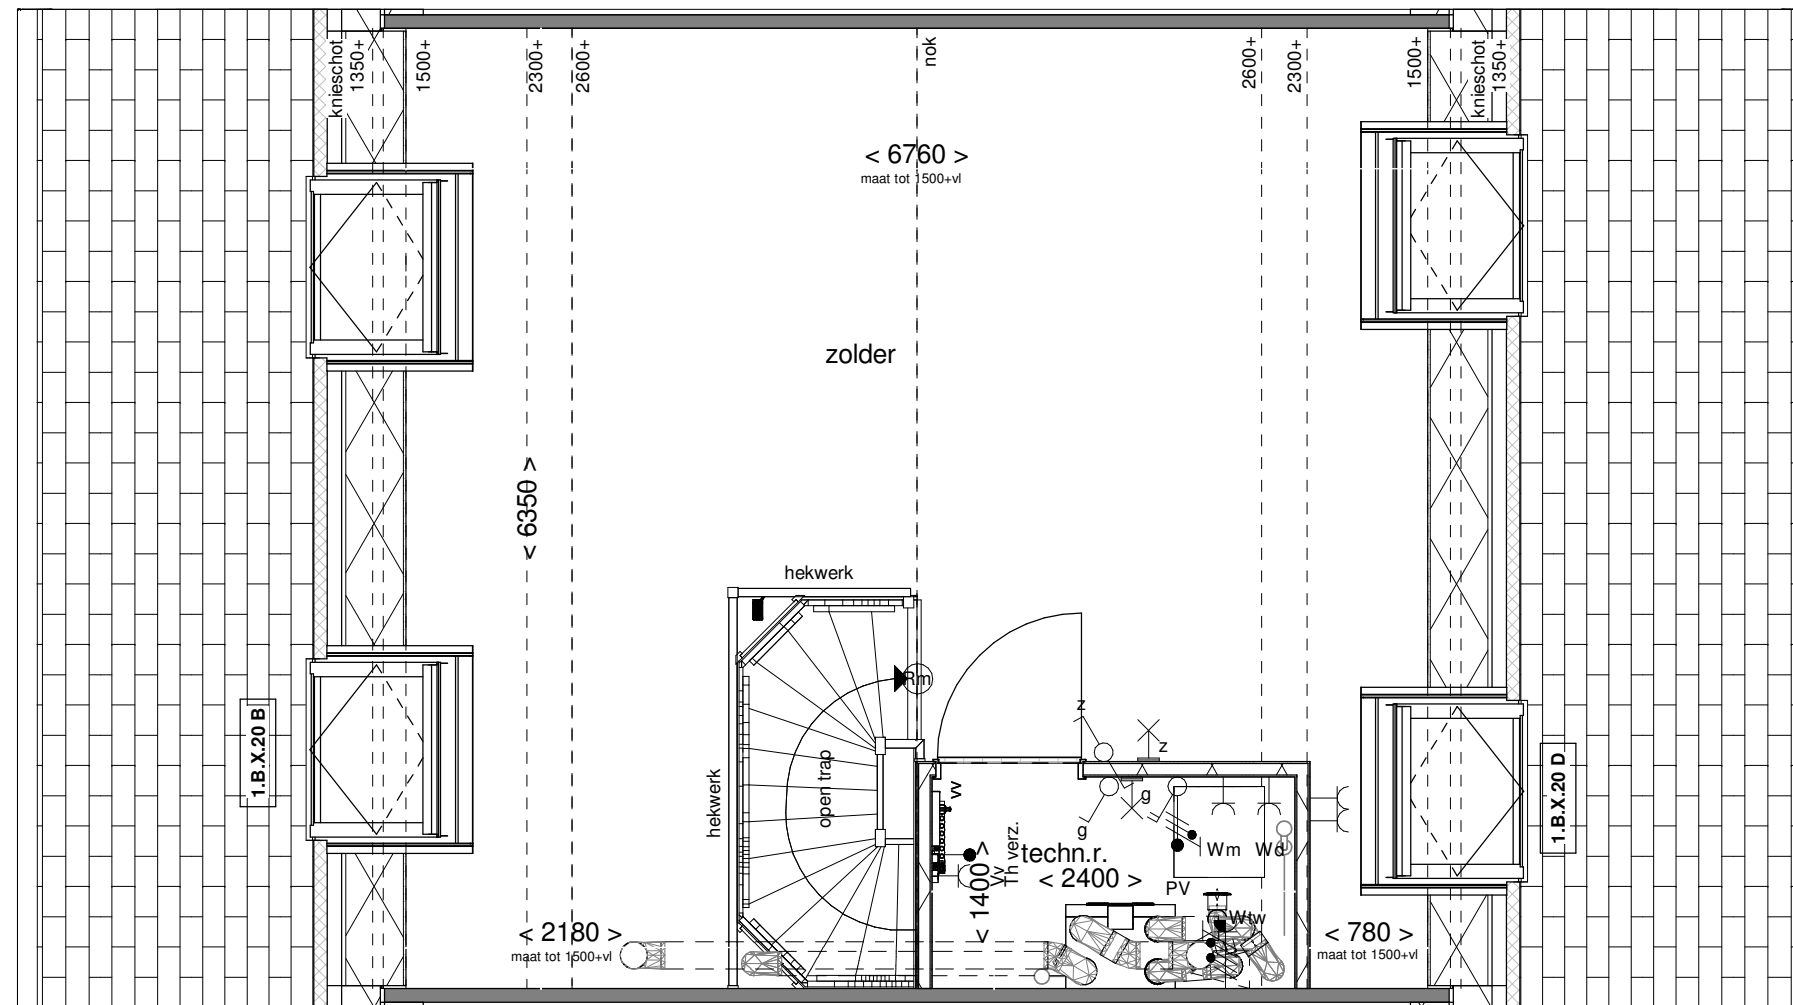 knieschot
1350+
1500+
2300+
2600+
nok
2600+
2300+
1500+
knieschot
1350+
< 6760 >
maat tot 1500+vl
zolder
< 6350 >
hekwerk
Rm
hekwerk
open trap
1.B.X.20 B
1.B.X.20 D
z
z
g
g
vv
Vv
Th verz.
techn.r.
< 2400 >
< 1400 >
Wm
Wd
PV
Wtw
< 2180 >
maat tot 1500+vl
< 780 >
maat tot 1500+vl